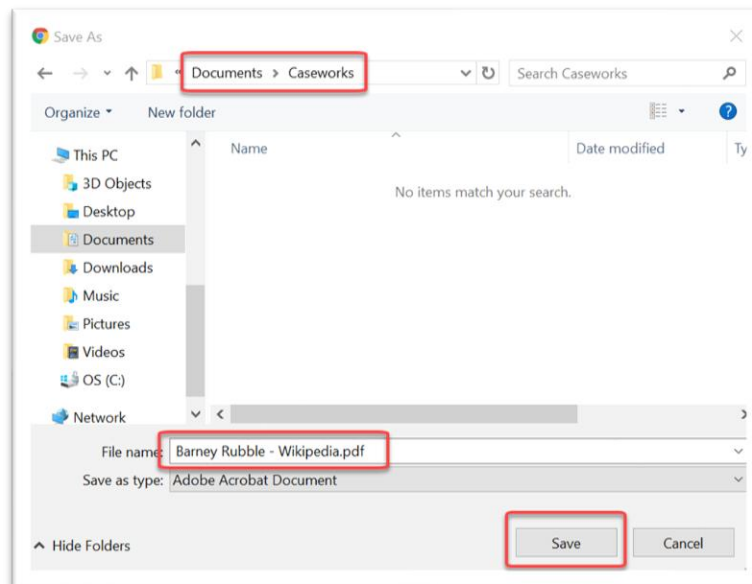 Save As
Documents > Caseworks
Search Caseworks
Organize
New folder
Name
Date modified
Ty
This PC
No items match your search.
3D Objects
Desktop
Documents
Downloads
Music
Pictures
Videos
OS (C:)
Network
File name: Barney Rubble - Wikipedia.pdf
Save as type: Adobe Acrobat Document
Hide Folders
Save
Cancel